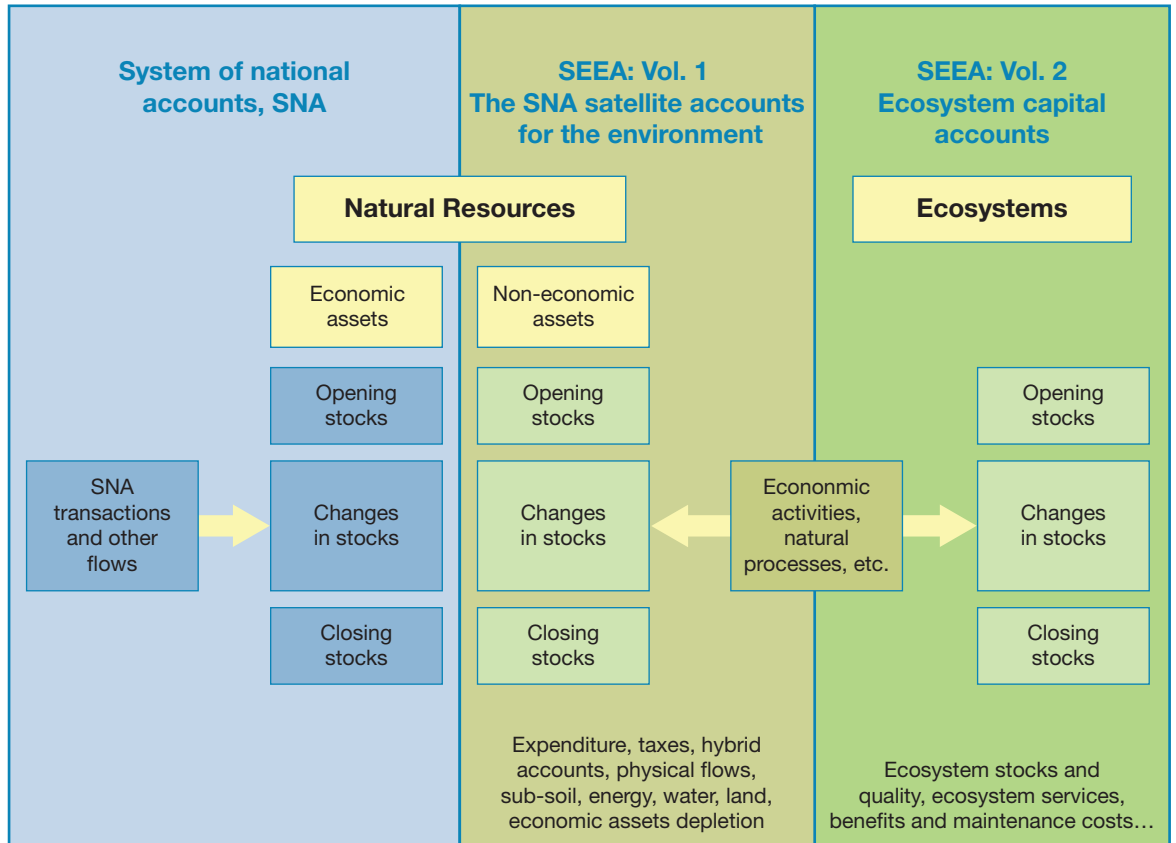 System of national
accounts, SNA
SEEA: Vol. 1
The SNA satellite accounts
for the environment
SEEA: Vol. 2
Ecosystem capital
accounts
Natural Resources
Ecosystems
Economic
assets
Non-economic
assets
Opening
stocks
Opening
stocks
Opening
stocks
SNA
transactions
and other
flows
Changes
in stocks
Changes
in stocks
Econonmic
activities,
natural
processes, etc.
Changes
in stocks
Closing
stocks
Closing
stocks
Closing
stocks
Expenditure, taxes, hybrid
accounts, physical flows,
sub-soil, energy, water, land,
economic assets depletion
Ecosystem stocks and
quality, ecosystem services,
benefits and maintenance costs…